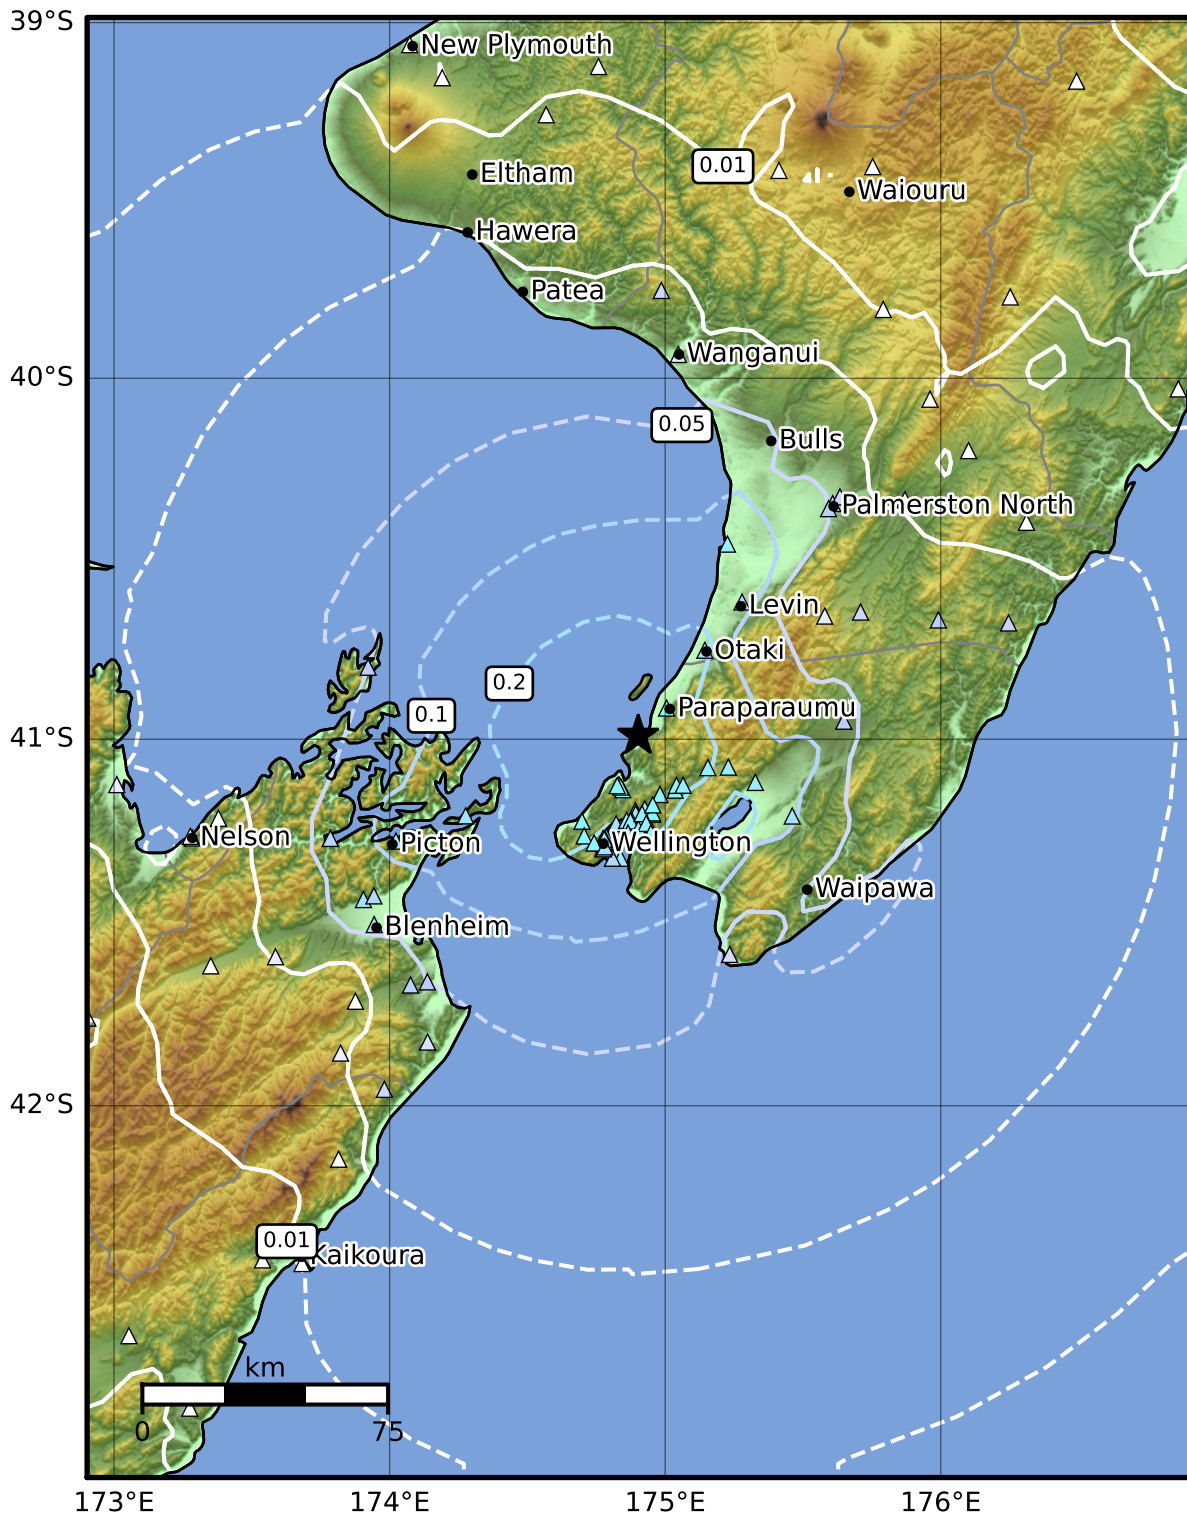 39°S
New Plymouth
0.01
Eltham
Waiouru
Hawera
Patea
Wanganui
40°S
0.05
Bulls
Palmerston North
Levin
Otaki
0.2
Paraparaumu
0.1
41°S
Nelson
Picton
Wellington
Waipawa
Blenheim
42°S
0.01
Kaikoura
km
0
75
173°E
174°E
175°E
176°E